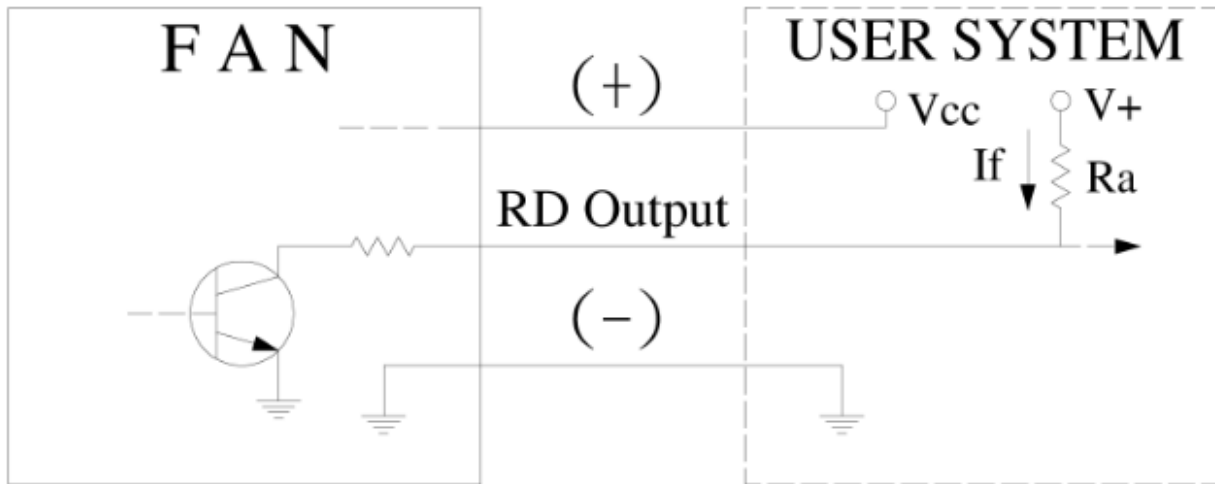 F A N
USER SYSTEM
(+)
Vcc
V+
If
Ra
RD Output
(-)